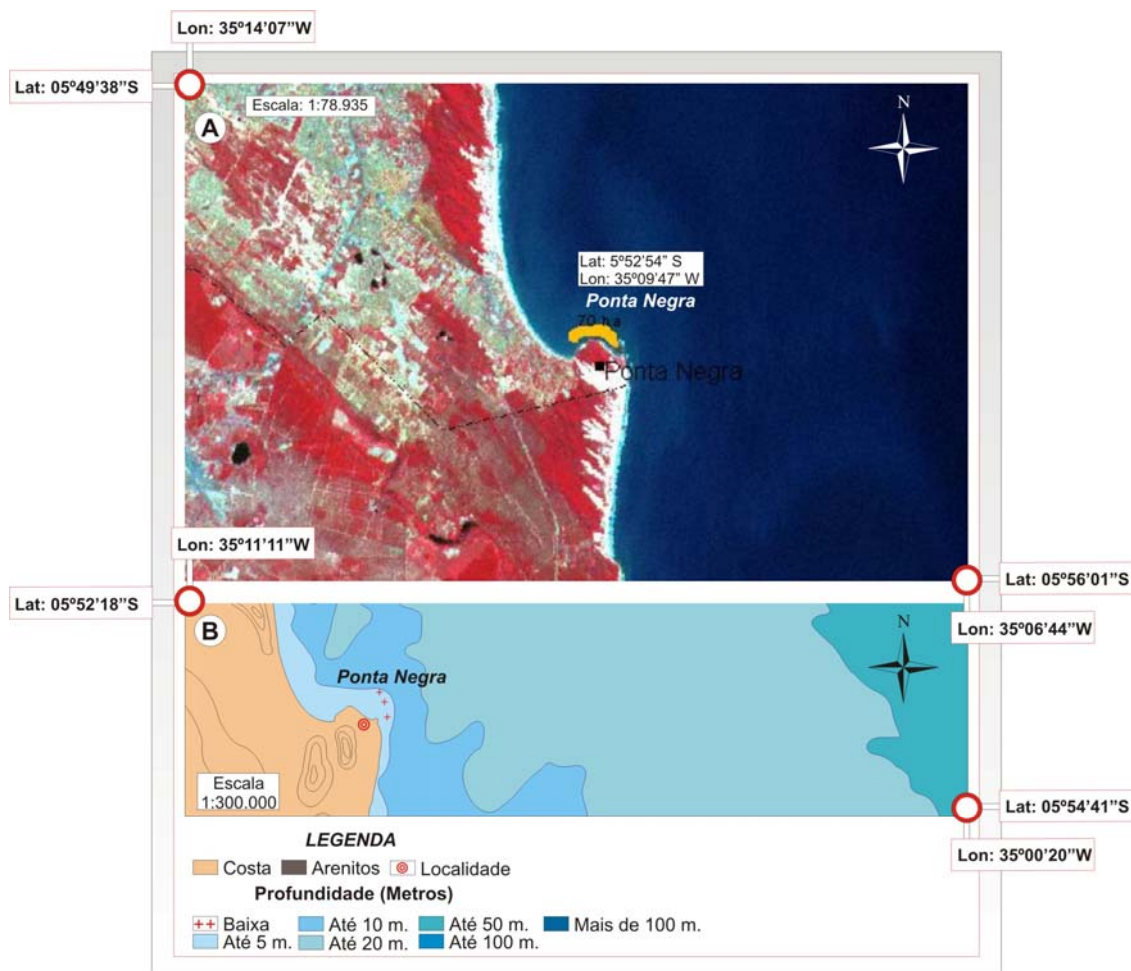 Lon: 35º14'07”W
Lat: 05º49'38”S
Escala: 1:78.935
A
N
Lat: 5º52'54” S
Lon: 35º09'47” W
Ponta Negra
70 ha
Ponta Negra
Lon: 35º11'11”W
Lat: 05º56'01”S
Lat: 05º52'18”S
B
N
Lon: 35º06'44”W
Ponta Negra
Escala
1:300.000
Lat: 05º54'41”S
LEGENDA
Lon: 35º00'20”W
Costa Arenitos Localidade
Profundidade (Metros)
Baixa Até 10 m. Até 50 m. Mais de 100 m.
Até 5 m. Até 20 m. Até 100 m.